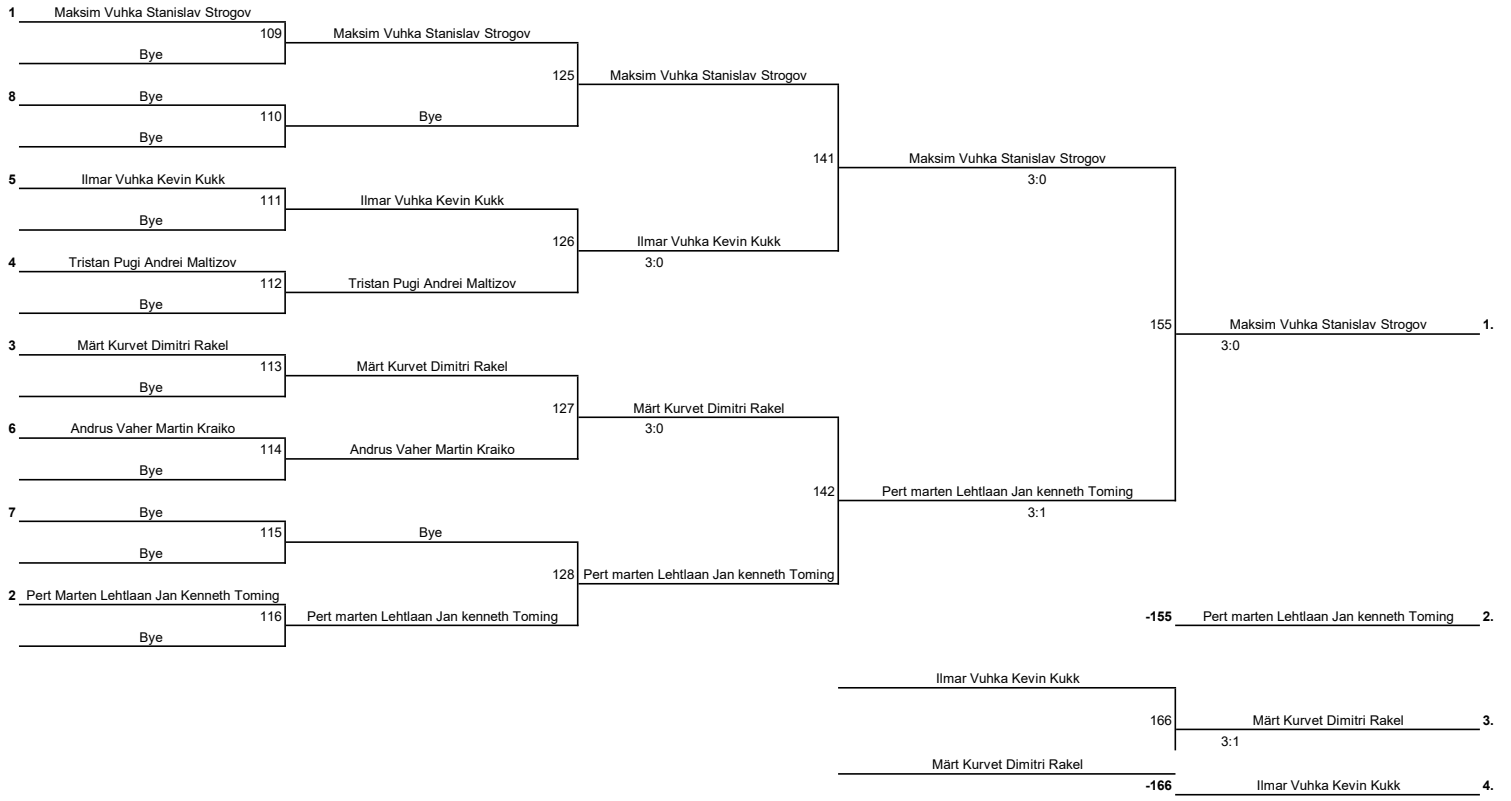 1 Maksim Vuhka Stanislav Strogov
109 Maksim Vuhka Stanislav Strogov
Bye
125 Maksim Vuhka Stanislav Strogov
8 Bye
110 Bye
Bye
141 Maksim Vuhka Stanislav Strogov
3:0
5 Ilmar Vuhka Kevin Kukk
111 Ilmar Vuhka Kevin Kukk
Bye
126 Ilmar Vuhka Kevin Kukk
3:0
4 Tristan Pugi Andrei Maltizov
112 Tristan Pugi Andrei Maltizov
Bye
155 Maksim Vuhka Stanislav Strogov 1.
3:0
3 Märt Kurvet Dimitri Rakel
113 Märt Kurvet Dimitri Rakel
Bye
127 Märt Kurvet Dimitri Rakel
3:0
6 Andrus Vaher Martin Kraiko
114 Andrus Vaher Martin Kraiko
Bye
142 Pert marten Lehtlaan Jan kenneth Toming
3:1
7 Bye
115 Bye
Bye
128 Pert marten Lehtlaan Jan kenneth Toming
2 Pert Marten Lehtlaan Jan Kenneth Toming
116 Pert marten Lehtlaan Jan kenneth Toming
Bye
-155 Pert marten Lehtlaan Jan kenneth Toming 2.
Ilmar Vuhka Kevin Kukk
166 Märt Kurvet Dimitri Rakel 3.
3:1
Märt Kurvet Dimitri Rakel
-166 Ilmar Vuhka Kevin Kukk 4.